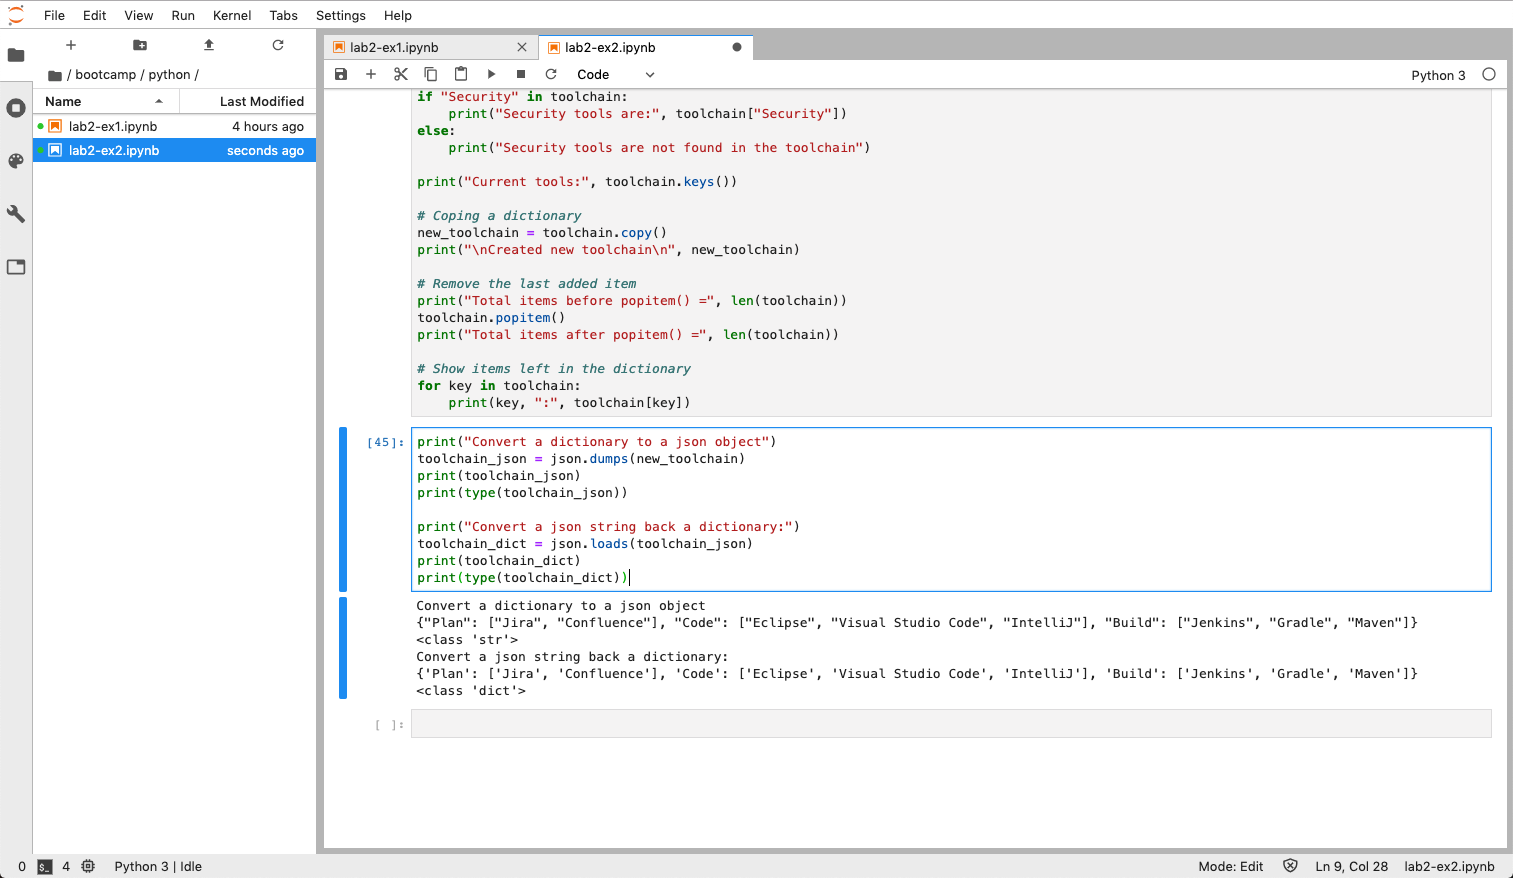 File Edit View Run Kernel Tabs Settings Help
/ bootcamp / python /
Name Last Modified
lab2-ex1.ipynb 4 hours ago
lab2-ex2.ipynb seconds ago
lab2-ex1.ipynb lab2-ex2.ipynb
Code Python 3
if "Security" in toolchain:
    print("Security tools are:", toolchain["Security"])
else:
    print("Security tools are not found in the toolchain")
print("Current tools:", toolchain.keys())
# Coping a dictionary
new_toolchain = toolchain.copy()
print("\nCreated new toolchain\n", new_toolchain)
# Remove the last added item
print("Total items before popitem() =", len(toolchain))
toolchain.popitem()
print("Total items after popitem() =", len(toolchain))
# Show items left in the dictionary
for key in toolchain:
    print(key, ":", toolchain[key])
[45]: print("Convert a dictionary to a json object")
toolchain_json = json.dumps(new_toolchain)
print(toolchain_json)
print(type(toolchain_json))
print("Convert a json string back a dictionary:")
toolchain_dict = json.loads(toolchain_json)
print(toolchain_dict)
print(type(toolchain_dict))
Convert a dictionary to a json object
{"Plan": ["Jira", "Confluence"], "Code": ["Eclipse", "Visual Studio Code", "IntelliJ"], "Build": ["Jenkins", "Gradle", "Maven"]}
<class 'str'>
Convert a json string back a dictionary:
{'Plan': ['Jira', 'Confluence'], 'Code': ['Eclipse', 'Visual Studio Code', 'IntelliJ'], 'Build': ['Jenkins', 'Gradle', 'Maven']}
<class 'dict'>
[ ]:
0 $_ 4 Python 3 | Idle Mode: Edit Ln 9, Col 28 lab2-ex2.ipynb